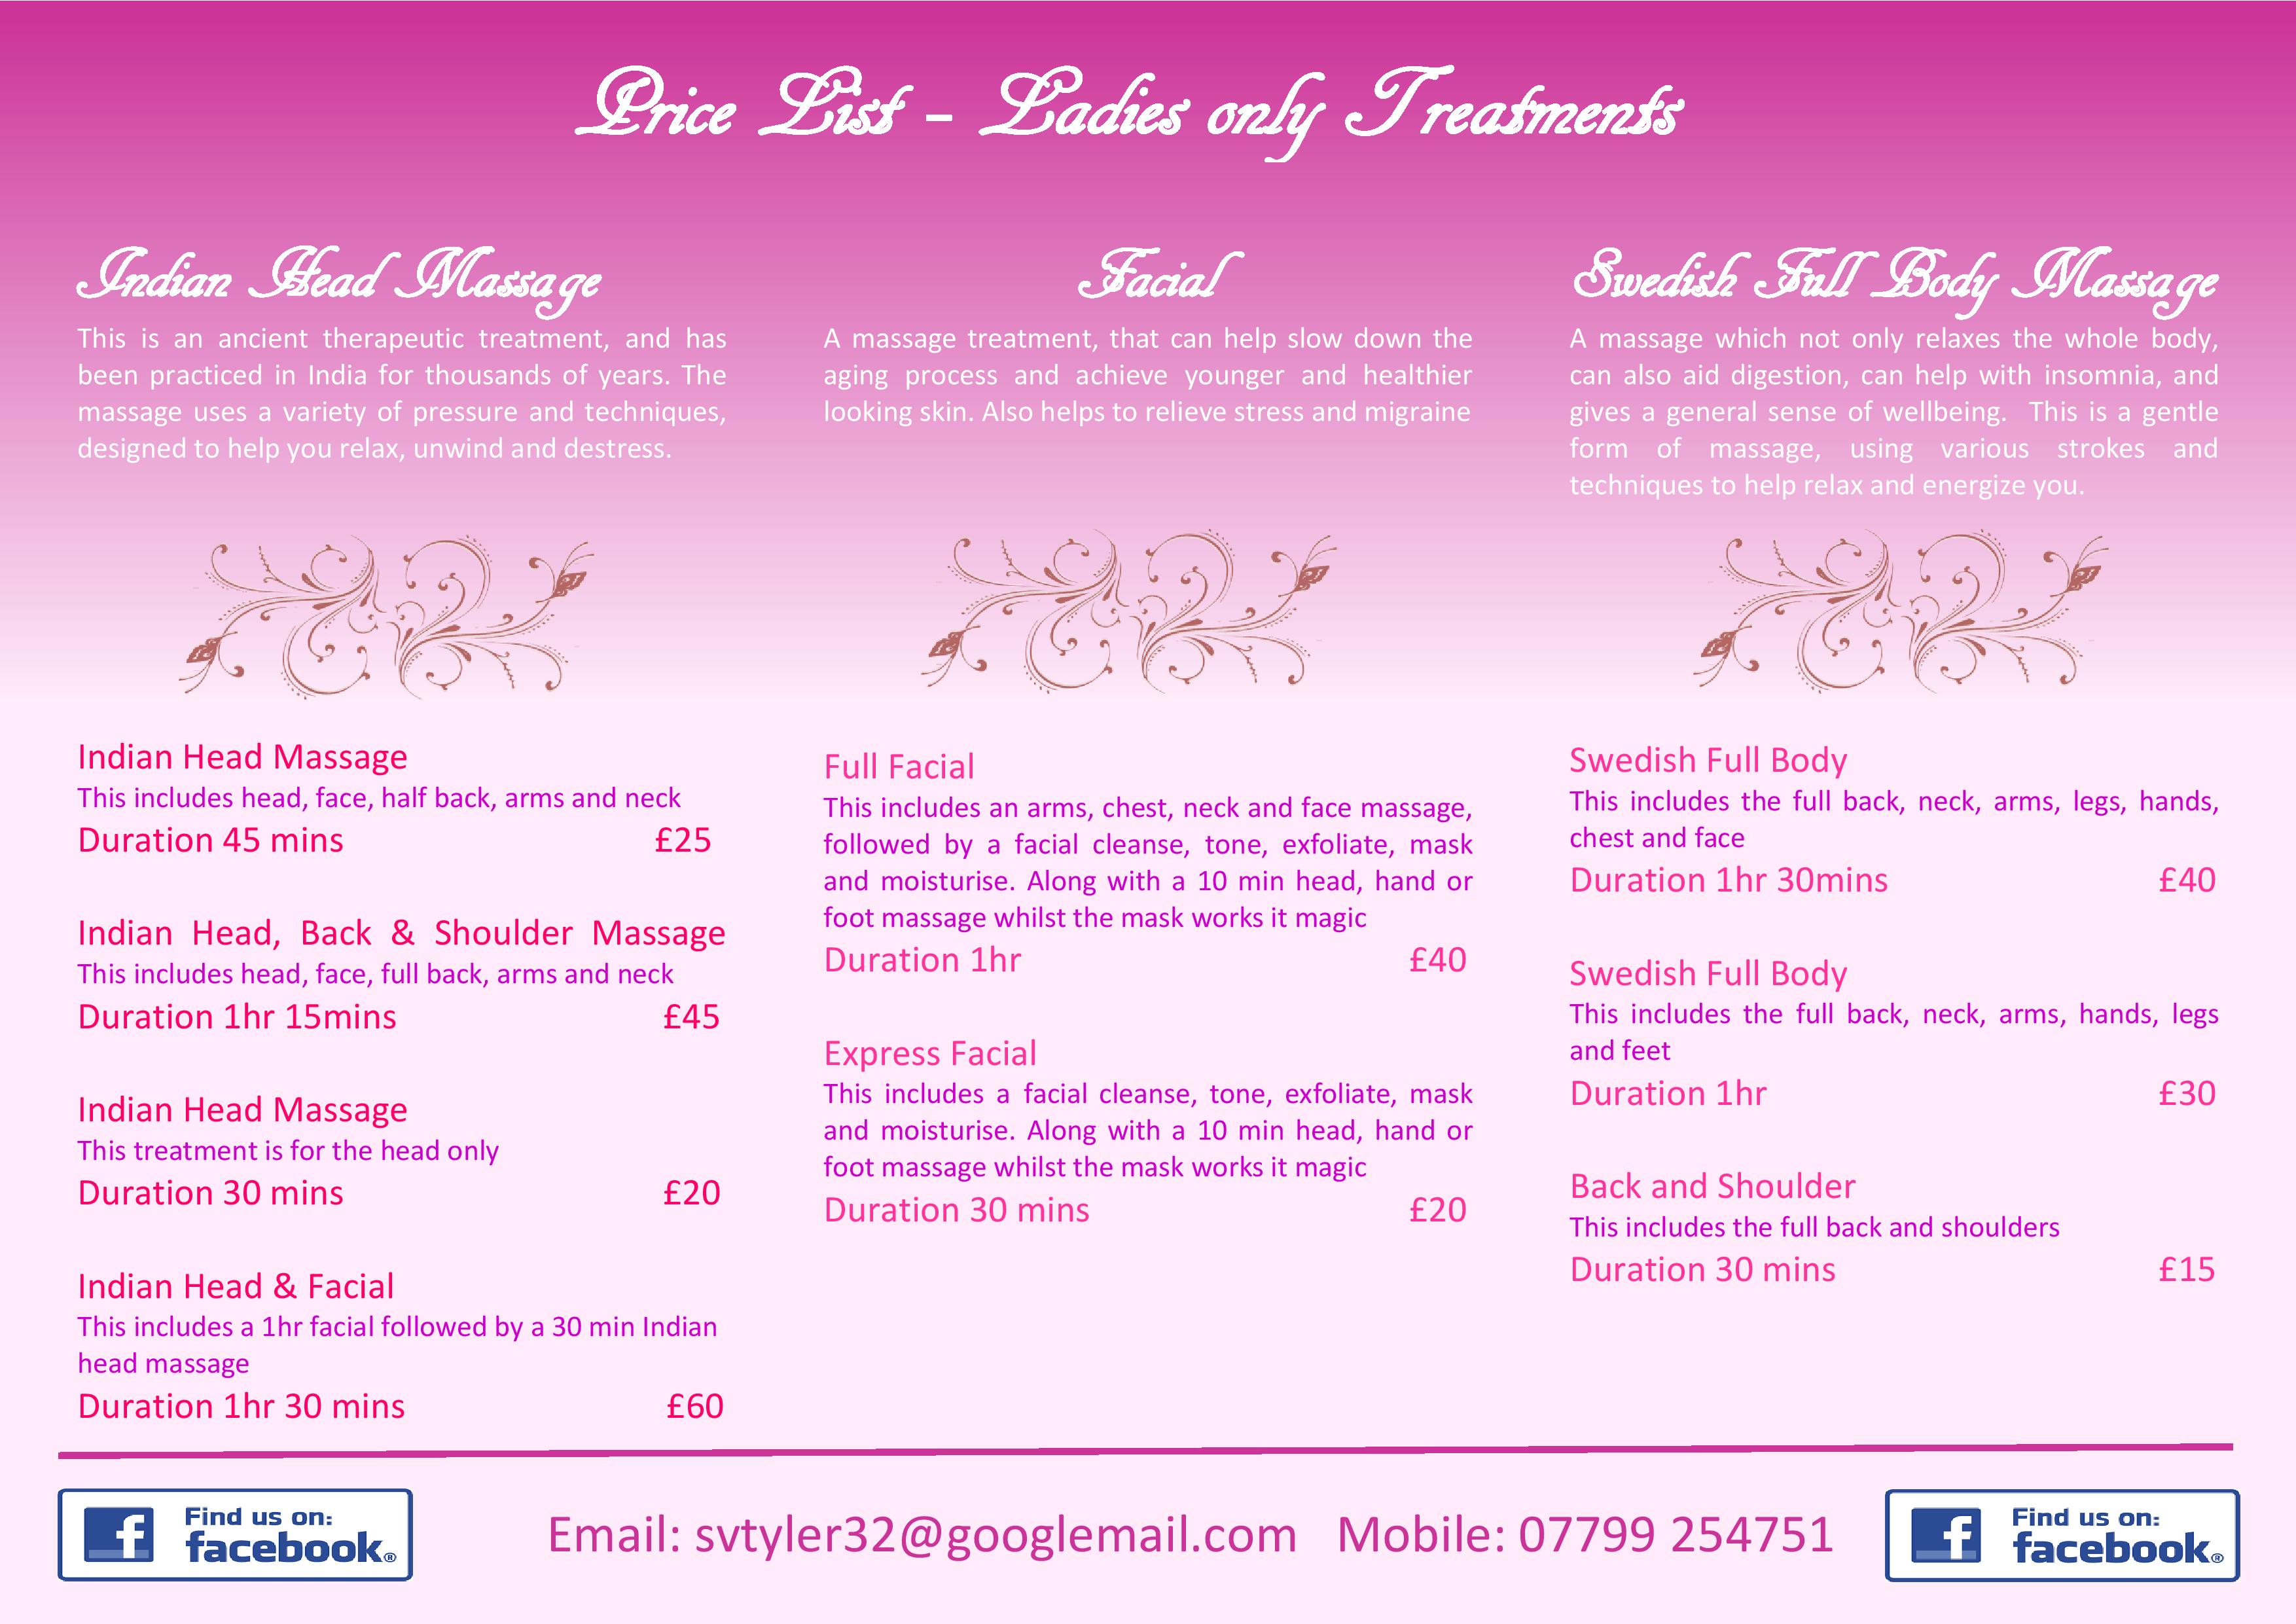 Price List – Ladies only Treatments
Indian Head Massage
This is an ancient therapeutic treatment, and has
been practiced in India for thousands of years. The
massage uses a variety of pressure and techniques,
designed to help you relax, unwind and destress.
Indian Head Massage
This includes head, face, half back, arms and neck
Duration 45 mins £25
Indian Head, Back & Shoulder Massage
This includes head, face, full back, arms and neck
Duration 1hr 15mins £45
Indian Head Massage
This treatment is for the head only
Duration 30 mins £20
Indian Head & Facial
This includes a 1hr facial followed by a 30 min Indian
head massage
Duration 1hr 30 mins £60
Facial
A massage treatment, that can help slow down the
aging process and achieve younger and healthier
looking skin. Also helps to relieve stress and migraine
Full Facial
This includes an arms, chest, neck and face massage,
followed by a facial cleanse, tone, exfoliate, mask
and moisturise. Along with a 10 min head, hand or
foot massage whilst the mask works it magic
Duration 1hr £40
Express Facial
This includes a facial cleanse, tone, exfoliate, mask
and moisturise. Along with a 10 min head, hand or
foot massage whilst the mask works it magic
Duration 30 mins £20
Swedish Full Body Massage
A massage which not only relaxes the whole body,
can also aid digestion, can help with insomnia, and
gives a general sense of wellbeing. This is a gentle
form of massage, using various strokes and
techniques to help relax and energize you.
Swedish Full Body
This includes the full back, neck, arms, legs, hands,
chest and face
Duration 1hr 30mins £40
Swedish Full Body
This includes the full back, neck, arms, hands, legs
and feet
Duration 1hr £30
Back and Shoulder
This includes the full back and shoulders
Duration 30 mins £15
f Find us on:
facebook®
Email: svtyler32@googlemail.com Mobile: 07799 254751
f Find us on:
facebook®